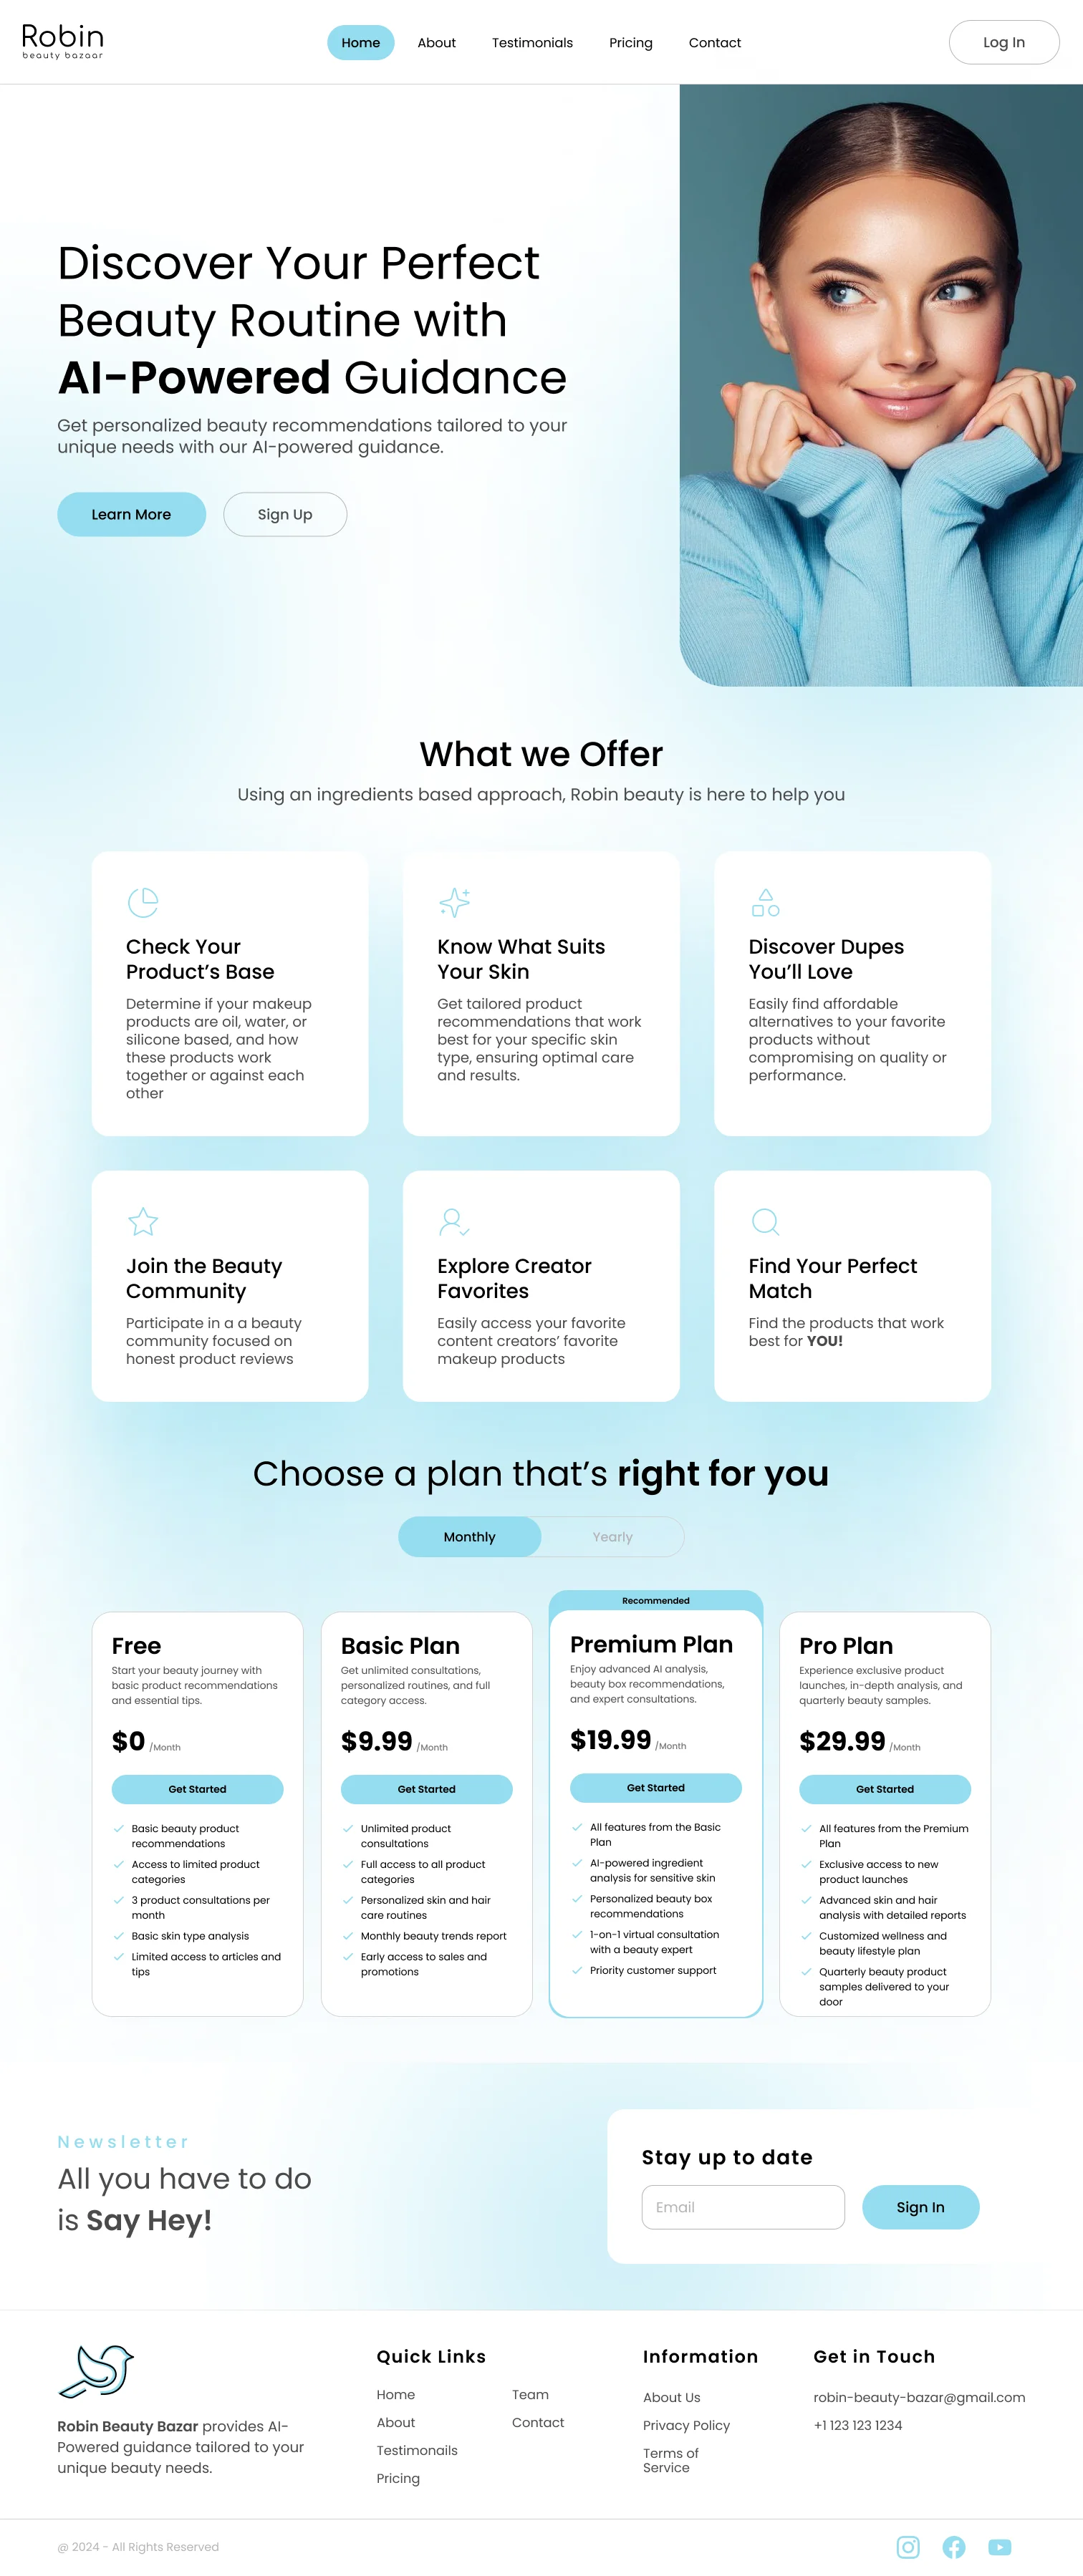 Robin
beauty bazaar
Home
About
Testimonials
Pricing
Contact
Log In
Discover Your Perfect
Beauty Routine with
AI-Powered Guidance
Get personalized beauty recommendations tailored to your
unique needs with our AI-powered guidance.
Learn More
Sign Up
What we Offer
Using an ingredients based approach, Robin beauty is here to help you
Check Your
Product’s Base
Determine if your makeup
products are oil, water, or
silicone based, and how
these products work
together or against each
other
Know What Suits
Your Skin
Get tailored product
recommendations that work
best for your specific skin
type, ensuring optimal care
and results.
Discover Dupes
You’ll Love
Easily find affordable
alternatives to your favorite
products without
compromising on quality or
performance.
Join the Beauty
Community
Participate in a a beauty
community focused on
honest product reviews
Explore Creator
Favorites
Easily access your favorite
content creators’ favorite
makeup products
Find Your Perfect
Match
Find the products that work
best for YOU!
Choose a plan that’s right for you
Monthly
Yearly
Free
Start your beauty journey with
basic product recommendations
and essential tips.
$0 /Month
Get Started
Basic beauty product
recommendations
Access to limited product
categories
3 product consultations per
month
Basic skin type analysis
Limited access to articles and
tips
Basic Plan
Get unlimited consultations,
personalized routines, and full
category access.
$9.99 /Month
Get Started
Unlimited product
consultations
Full access to all product
categories
Personalized skin and hair
care routines
Monthly beauty trends report
Early access to sales and
promotions
Recommended
Premium Plan
Enjoy advanced AI analysis,
beauty box recommendations,
and expert consultations.
$19.99 /Month
Get Started
All features from the Basic
Plan
AI-powered ingredient
analysis for sensitive skin
Personalized beauty box
recommendations
1-on-1 virtual consultation
with a beauty expert
Priority customer support
Pro Plan
Experience exclusive product
launches, in-depth analysis, and
quarterly beauty samples.
$29.99 /Month
Get Started
All features from the Premium
Plan
Exclusive access to new
product launches
Advanced skin and hair
analysis with detailed reports
Customized wellness and
beauty lifestyle plan
Quarterly beauty product
samples delivered to your
door
Newsletter
All you have to do
is Say Hey!
Stay up to date
Email
Sign In
Robin Beauty Bazar provides AI-
Powered guidance tailored to your
unique beauty needs.
Quick Links
Home
About
Testimonails
Pricing
Team
Contact
Information
About Us
Privacy Policy
Terms of
Service
Get in Touch
robin-beauty-bazar@gmail.com
+1 123 123 1234
@ 2024 - All Rights Reserved